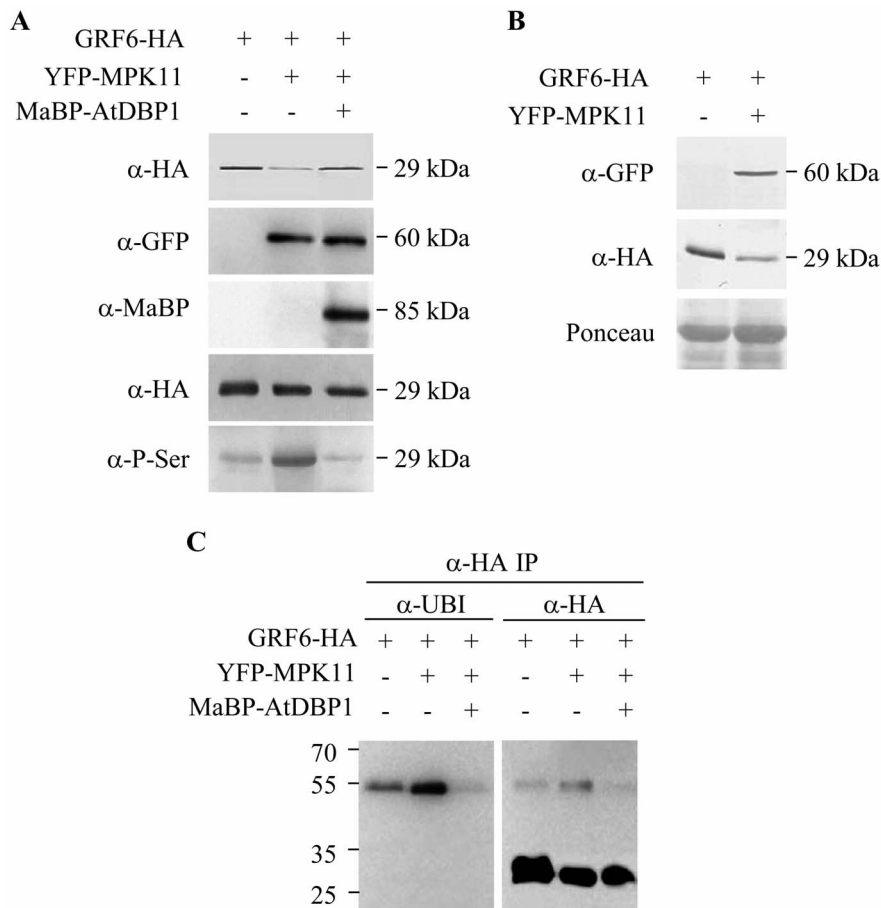 A
GRF6-HA + + +
YFP-MPK11 - + +
MaBP-AtDBP1 - - +
α-HA - 29 kDa
α-GFP - 60 kDa
α-MaBP - 85 kDa
α-HA - 29 kDa
α-P-Ser - 29 kDa
B
GRF6-HA + +
YFP-MPK11 - +
α-GFP - 60 kDa
α-HA - 29 kDa
Ponceau
C
α-HA IP
α-UBI α-HA
GRF6-HA + + + + + +
YFP-MPK11 - + + - + +
MaBP-AtDBP1 - - + - - +
70
55
35
25